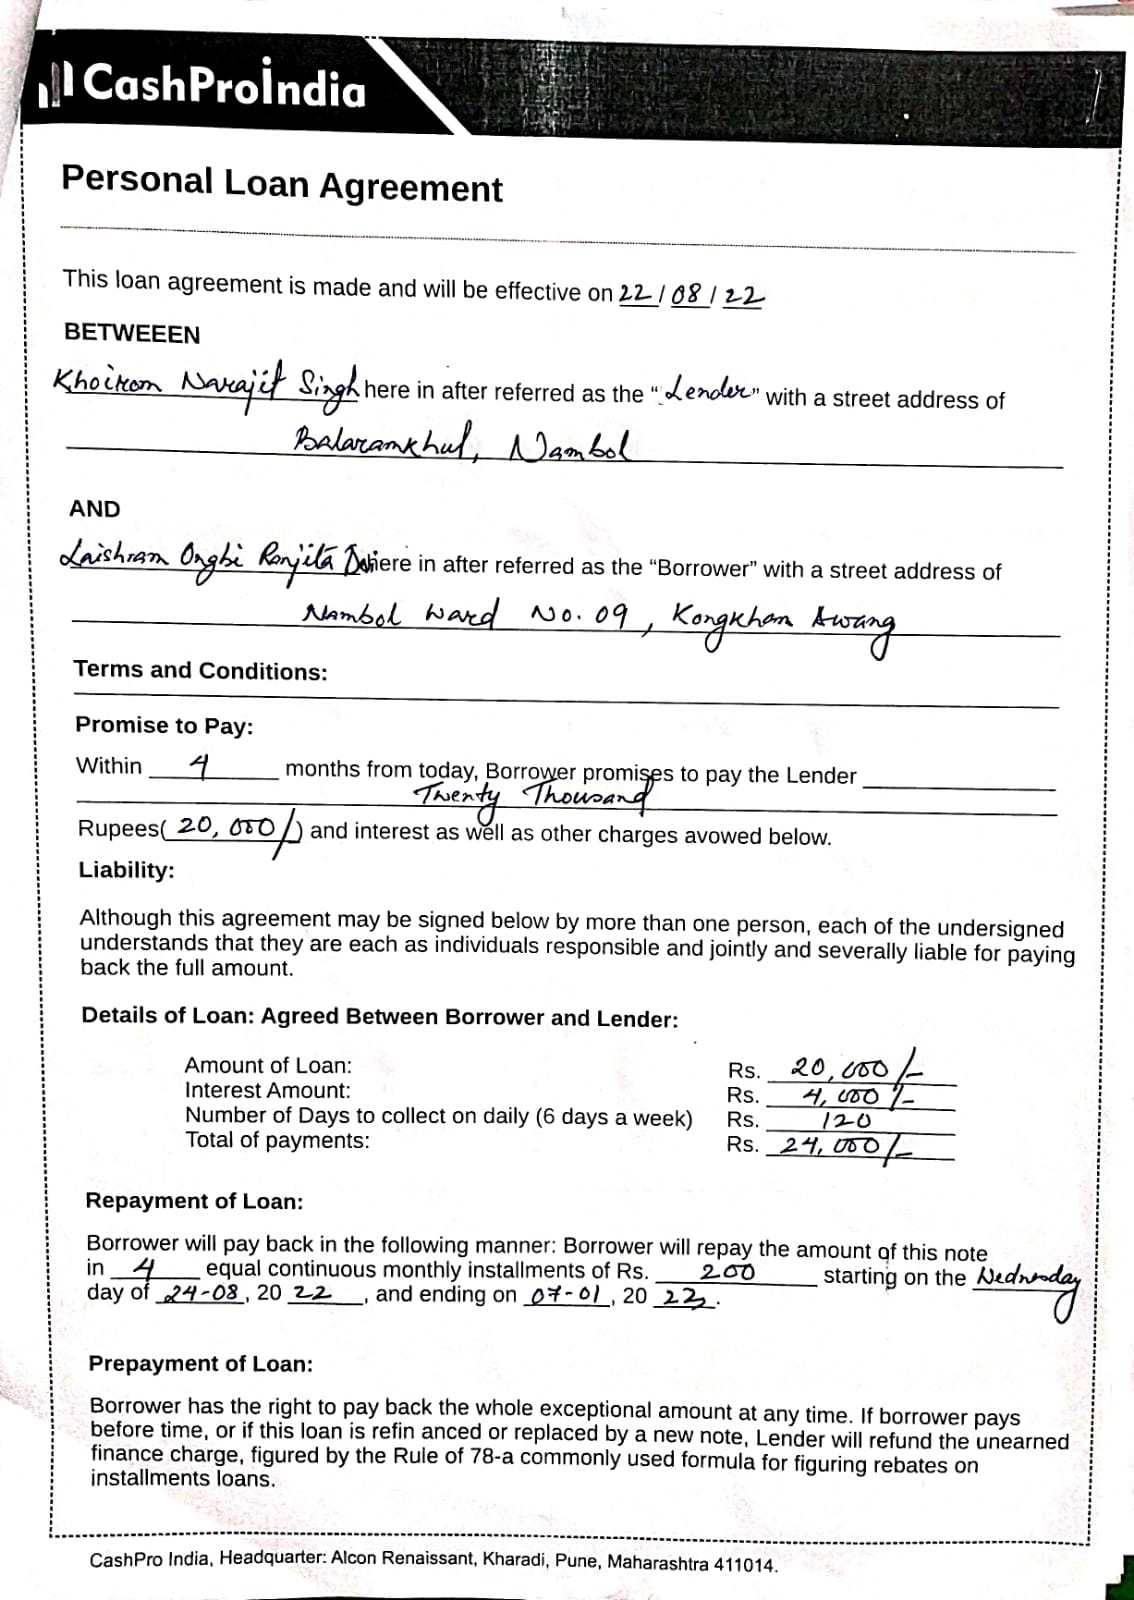 CashProindia
Personal Loan Agreement
This loan agreement is made and will be effective on 22 / 08 / 22
BETWEEEN
Khoirom Narajit Singh here in after referred as the "Lender" with a street address of
Balaramkhul, Nambol
AND
Laishram Ongbi Ranjita Devi here in after referred as the "Borrower" with a street address of
Nambol Ward No. 09, Kongkham Awang
Terms and Conditions:
Promise to Pay:
Within 4 months from today, Borrower promises to pay the Lender
Twenty Thousand
Rupees( 20,000/-) and interest as well as other charges avowed below.
Liability:
Although this agreement may be signed below by more than one person, each of the undersigned
understands that they are each as individuals responsible and jointly and severally liable for paying
back the full amount.
Details of Loan: Agreed Between Borrower and Lender:
Amount of Loan: Rs. 20,000/-
Interest Amount: Rs. 4,000/-
Number of Days to collect on daily (6 days a week) Rs. 120
Total of payments: Rs. 24,000/-
Repayment of Loan:
Borrower will pay back in the following manner: Borrower will repay the amount of this note
in 4 equal continuous monthly installments of Rs. 200 starting on the Wednesday
day of 24-08, 20 22, and ending on 07-01, 20 23.
Prepayment of Loan:
Borrower has the right to pay back the whole exceptional amount at any time. If borrower pays
before time, or if this loan is refin anced or replaced by a new note, Lender will refund the unearned
finance charge, figured by the Rule of 78-a commonly used formula for figuring rebates on
installments loans.
CashPro India, Headquarter: Alcon Renaissant, Kharadi, Pune, Maharashtra 411014.